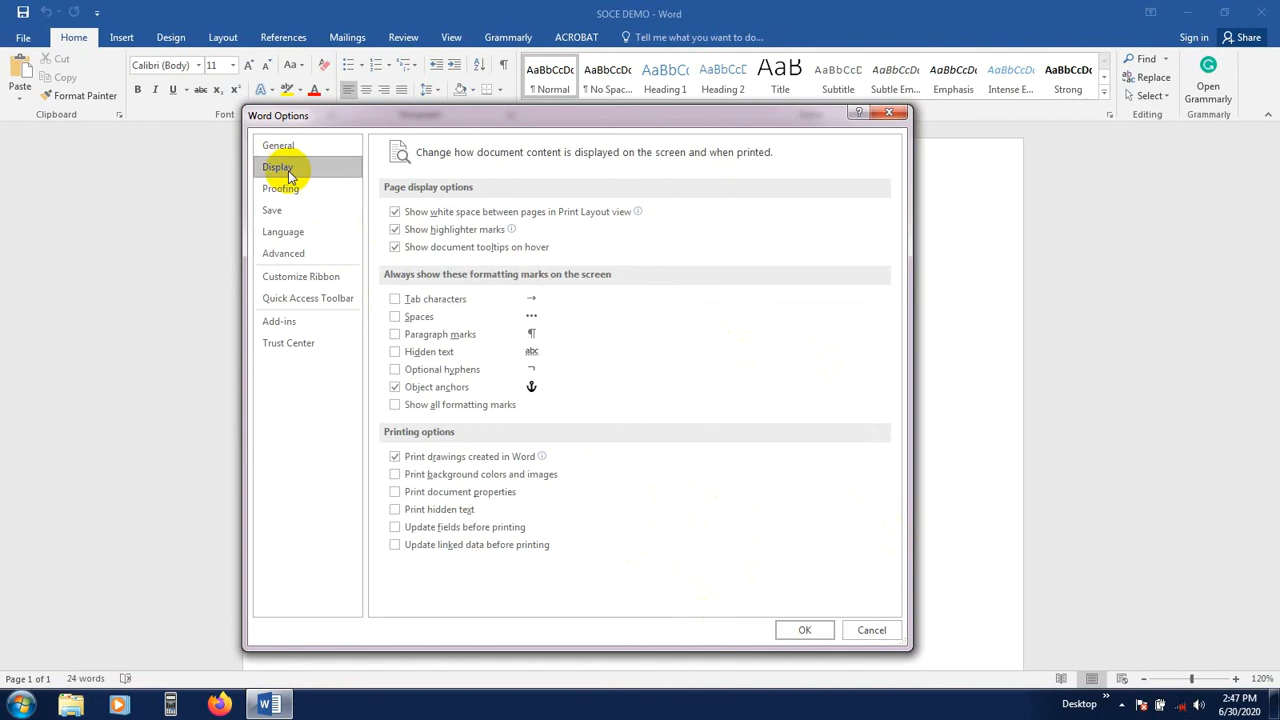 SOCE DEMO - Word
File Home Insert Design Layout References Mailings Review View Grammarly ACROBAT Tell me what you want to do... Sign in Share
Paste Cut Copy Format Painter
Calibri (Body) 11 Aa
B I U abc X₂ X² A A
AaBbCcDc AaBbCcDc AaBbCc AaBbCcD AaB AaBbCcD AaBbCcDc AaBbCcDc AaBbCcDc AaBbCcDc
¶ Normal ¶ No Spac... Heading 1 Heading 2 Title Subtitle Subtle Em... Emphasis Intense E... Strong
Find
Replace
Select
Open
Grammarly
Clipboard Font Editing Grammarly
Word Options
General
Display
Proofing
Save
Language
Advanced
Customize Ribbon
Quick Access Toolbar
Add-ins
Trust Center
Change how document content is displayed on the screen and when printed.
Page display options
Show white space between pages in Print Layout view
Show highlighter marks
Show document tooltips on hover
Always show these formatting marks on the screen
Tab characters →
Spaces •••
Paragraph marks ¶
Hidden text abc
Optional hyphens ¬
Object anchors
Show all formatting marks
Printing options
Print drawings created in Word
Print background colors and images
Print document properties
Print hidden text
Update fields before printing
Update linked data before printing
OK Cancel
Page 1 of 1 24 words 120%
Desktop 2:47 PM
6/30/2020